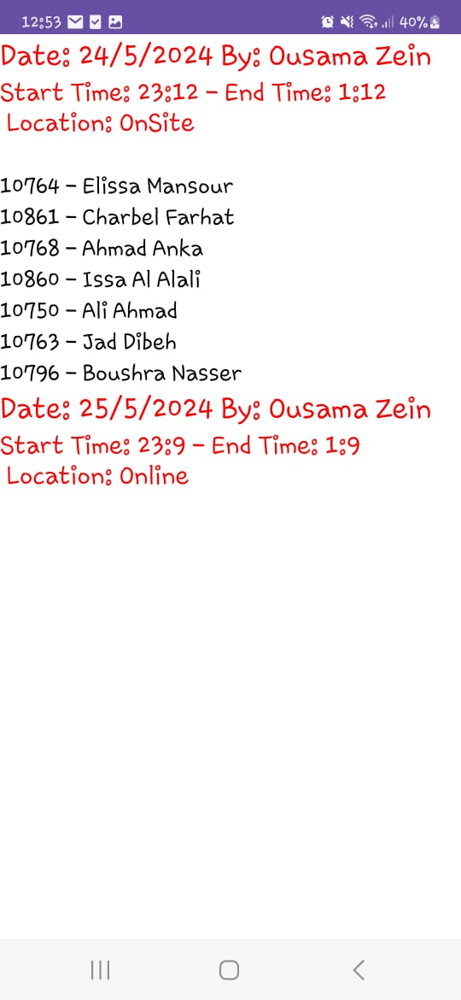 12:53
40%
Date: 24/5/2024 By: Ousama Zein
Start Time: 23:12 - End Time: 1:12
Location: OnSite
10764 - Elissa Mansour
10861 - Charbel Farhat
10768 - Ahmad Anka
10860 - Issa Al Alali
10750 - Ali Ahmad
10763 - Jad Dibeh
10796 - Boushra Nasser
Date: 25/5/2024 By: Ousama Zein
Start Time: 23:9 - End Time: 1:9
Location: Online